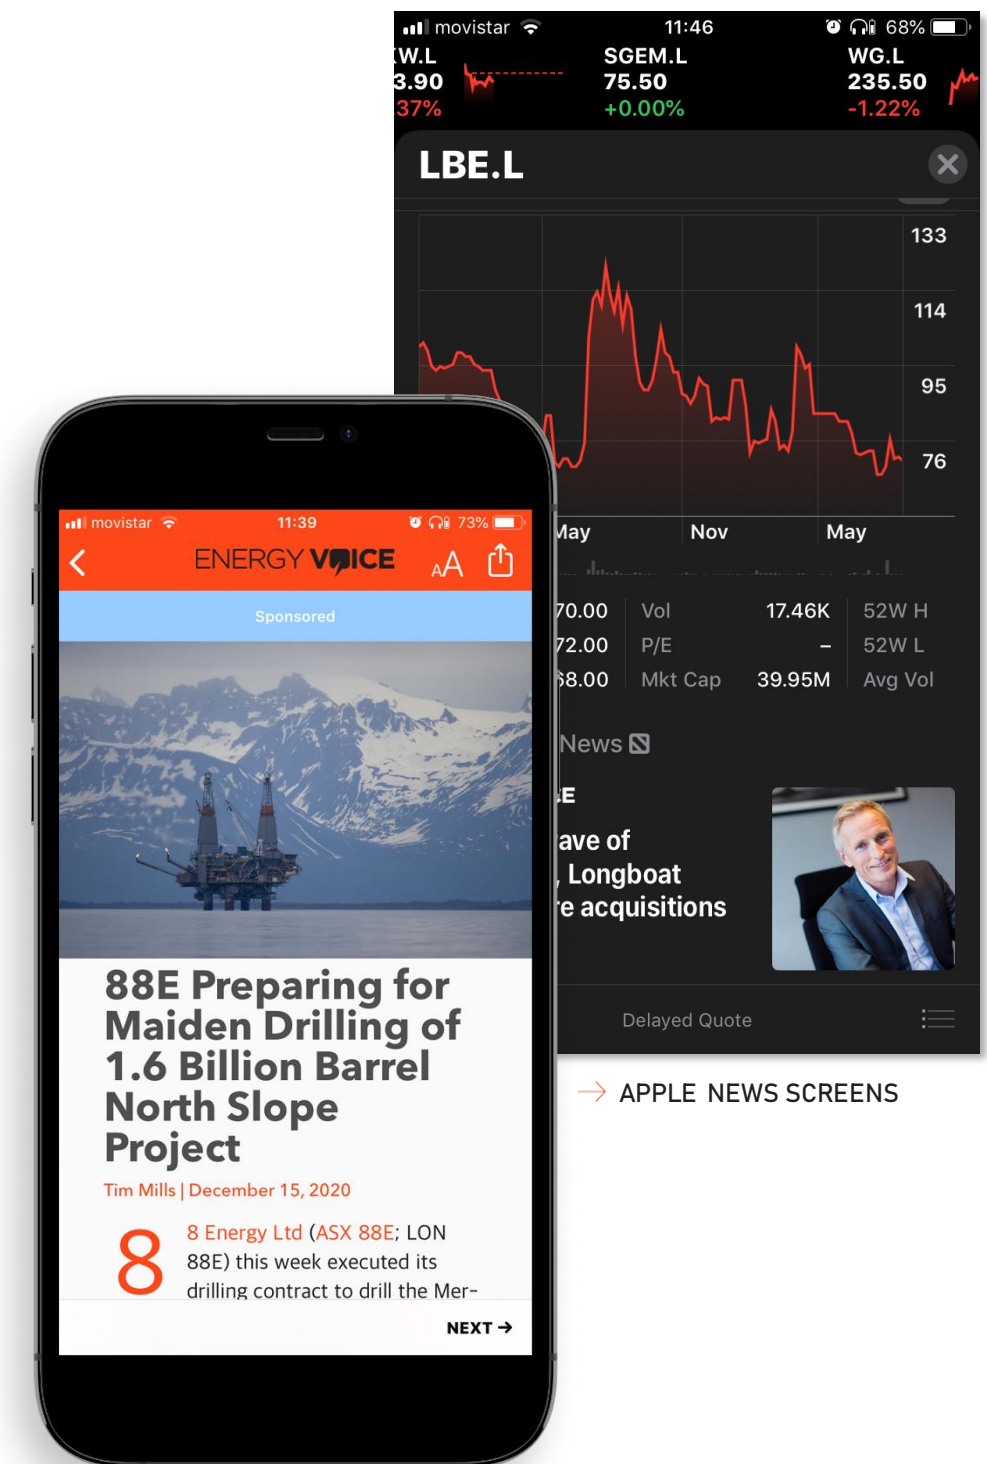 movistar 11:46 68%
W.L SGEM.L WG.L
3.90 75.50 235.50
37% +0.00% -1.22%
LBE.L
133
114
95
76
May Nov May
70.00 Vol 17.46K 52W H
72.00 P/E – 52W L
68.00 Mkt Cap 39.95M Avg Vol
News
ave of
, Longboat
re acquisitions
Delayed Quote
→ APPLE NEWS SCREENS
movistar 11:39 73%
ENERGY VOICE AA
Sponsored
88E Preparing for
Maiden Drilling of
1.6 Billion Barrel
North Slope
Project
Tim Mills | December 15, 2020
8 8 Energy Ltd (ASX 88E; LON
88E) this week executed its
drilling contract to drill the Mer-
NEXT →